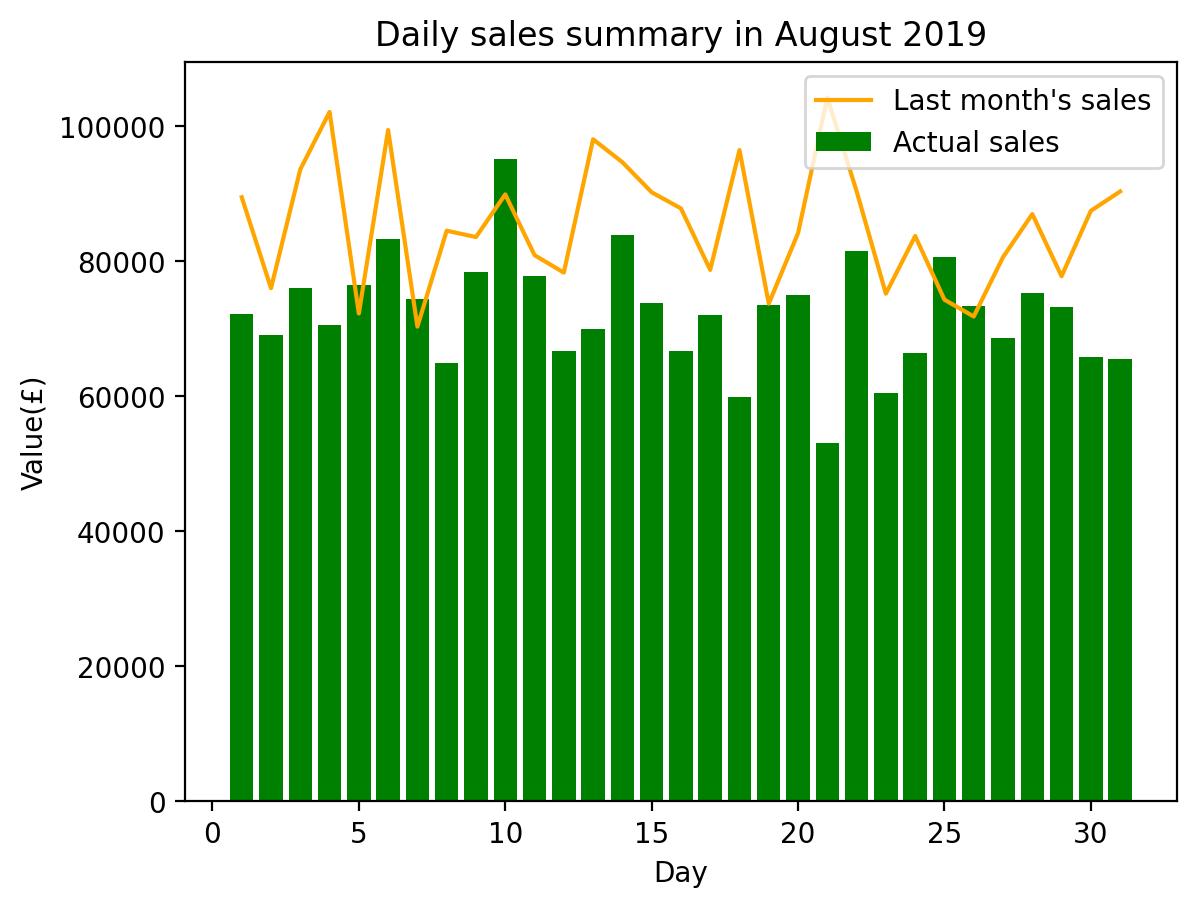 Daily sales summary in August 2019
Last month's sales
Actual sales
100000
80000
60000
40000
20000
0
Value(£)
0 5 10 15 20 25 30
Day